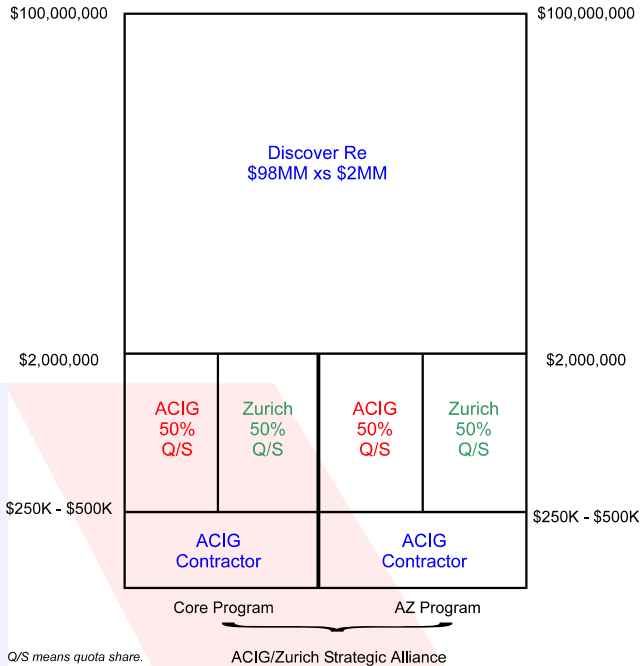 $100,000,000
$100,000,000
Discover Re
$98MM xs $2MM
$2,000,000
$2,000,000
ACIG
50%
Q/S
Zurich
50%
Q/S
ACIG
50%
Q/S
Zurich
50%
Q/S
$250K - $500K
$250K - $500K
ACIG
Contractor
ACIG
Contractor
Core Program
AZ Program
Q/S means quota share.
ACIG/Zurich Strategic Alliance